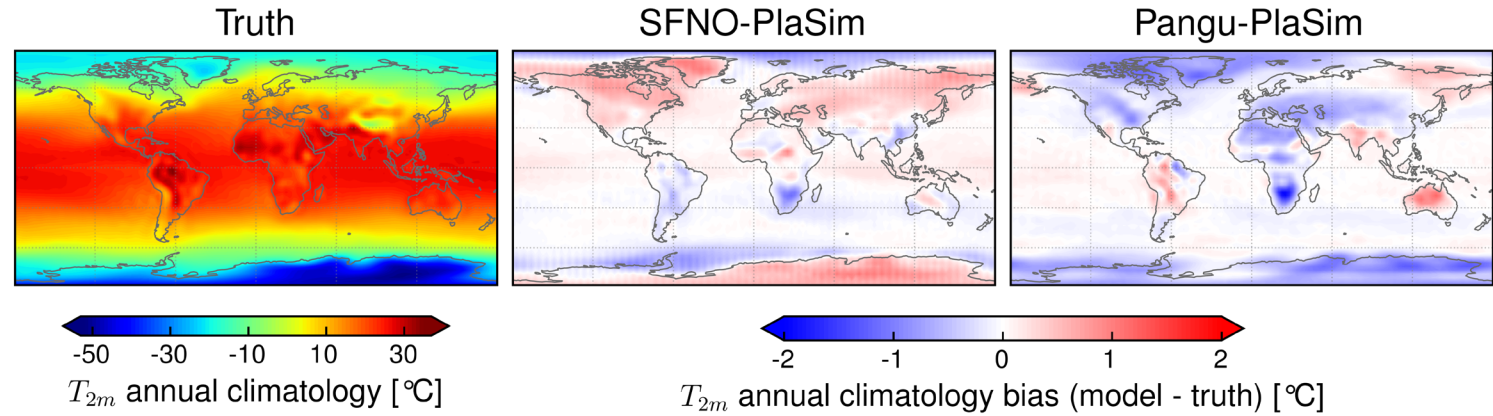 Truth
SFNO-PlaSim
Pangu-PlaSim
-50 -30 -10 10 30
T2m annual climatology [°C]
-2 -1 0 1 2
T2m annual climatology bias (model - truth) [°C]